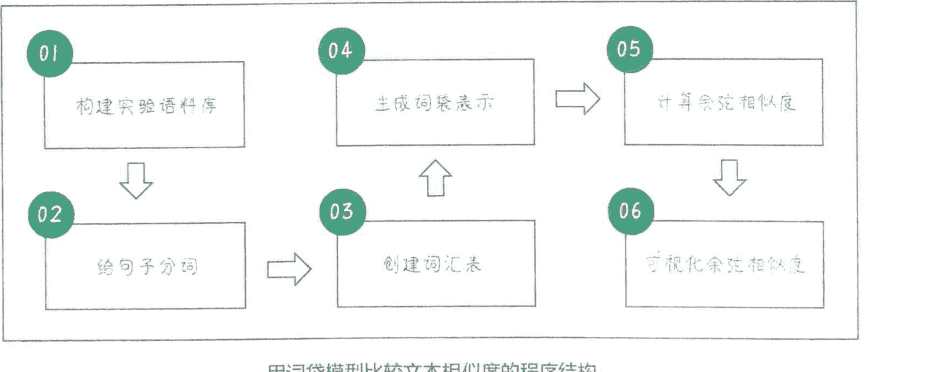 01
构建实验语料库
02
给句子分词
03
创建词汇表
04
生成词袋表示
05
计算余弦相似度
06
可视化余弦相似度
用词袋模型比较文本相似度的程序结构